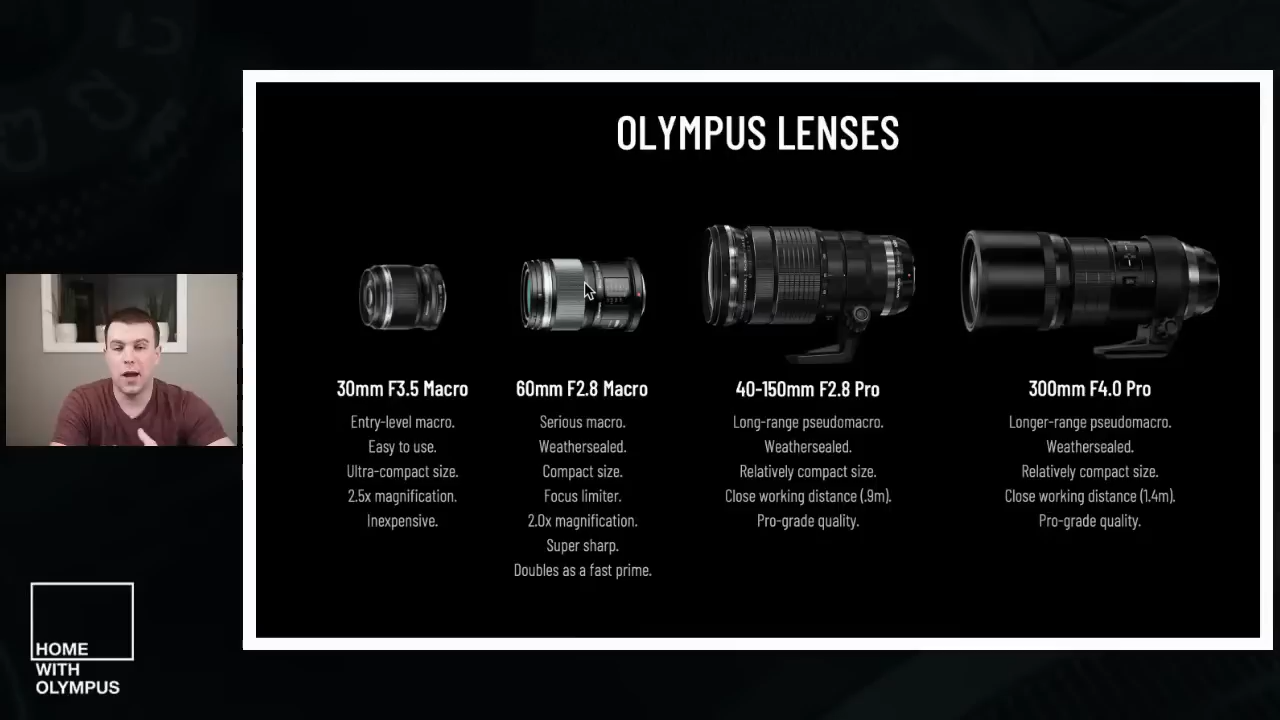 OLYMPUS LENSES
30mm F3.5 Macro
Entry-level macro.
Easy to use.
Ultra-compact size.
2.5x magnification.
Inexpensive.
60mm F2.8 Macro
Serious macro.
Weathersealed.
Compact size.
Focus limiter.
2.0x magnification.
Super sharp.
Doubles as a fast prime.
40-150mm F2.8 Pro
Long-range pseudomacro.
Weathersealed.
Relatively compact size.
Close working distance (.9m).
Pro-grade quality.
300mm F4.0 Pro
Longer-range pseudomacro.
Weathersealed.
Relatively compact size.
Close working distance (1.4m).
Pro-grade quality.
HOME
WITH
OLYMPUS